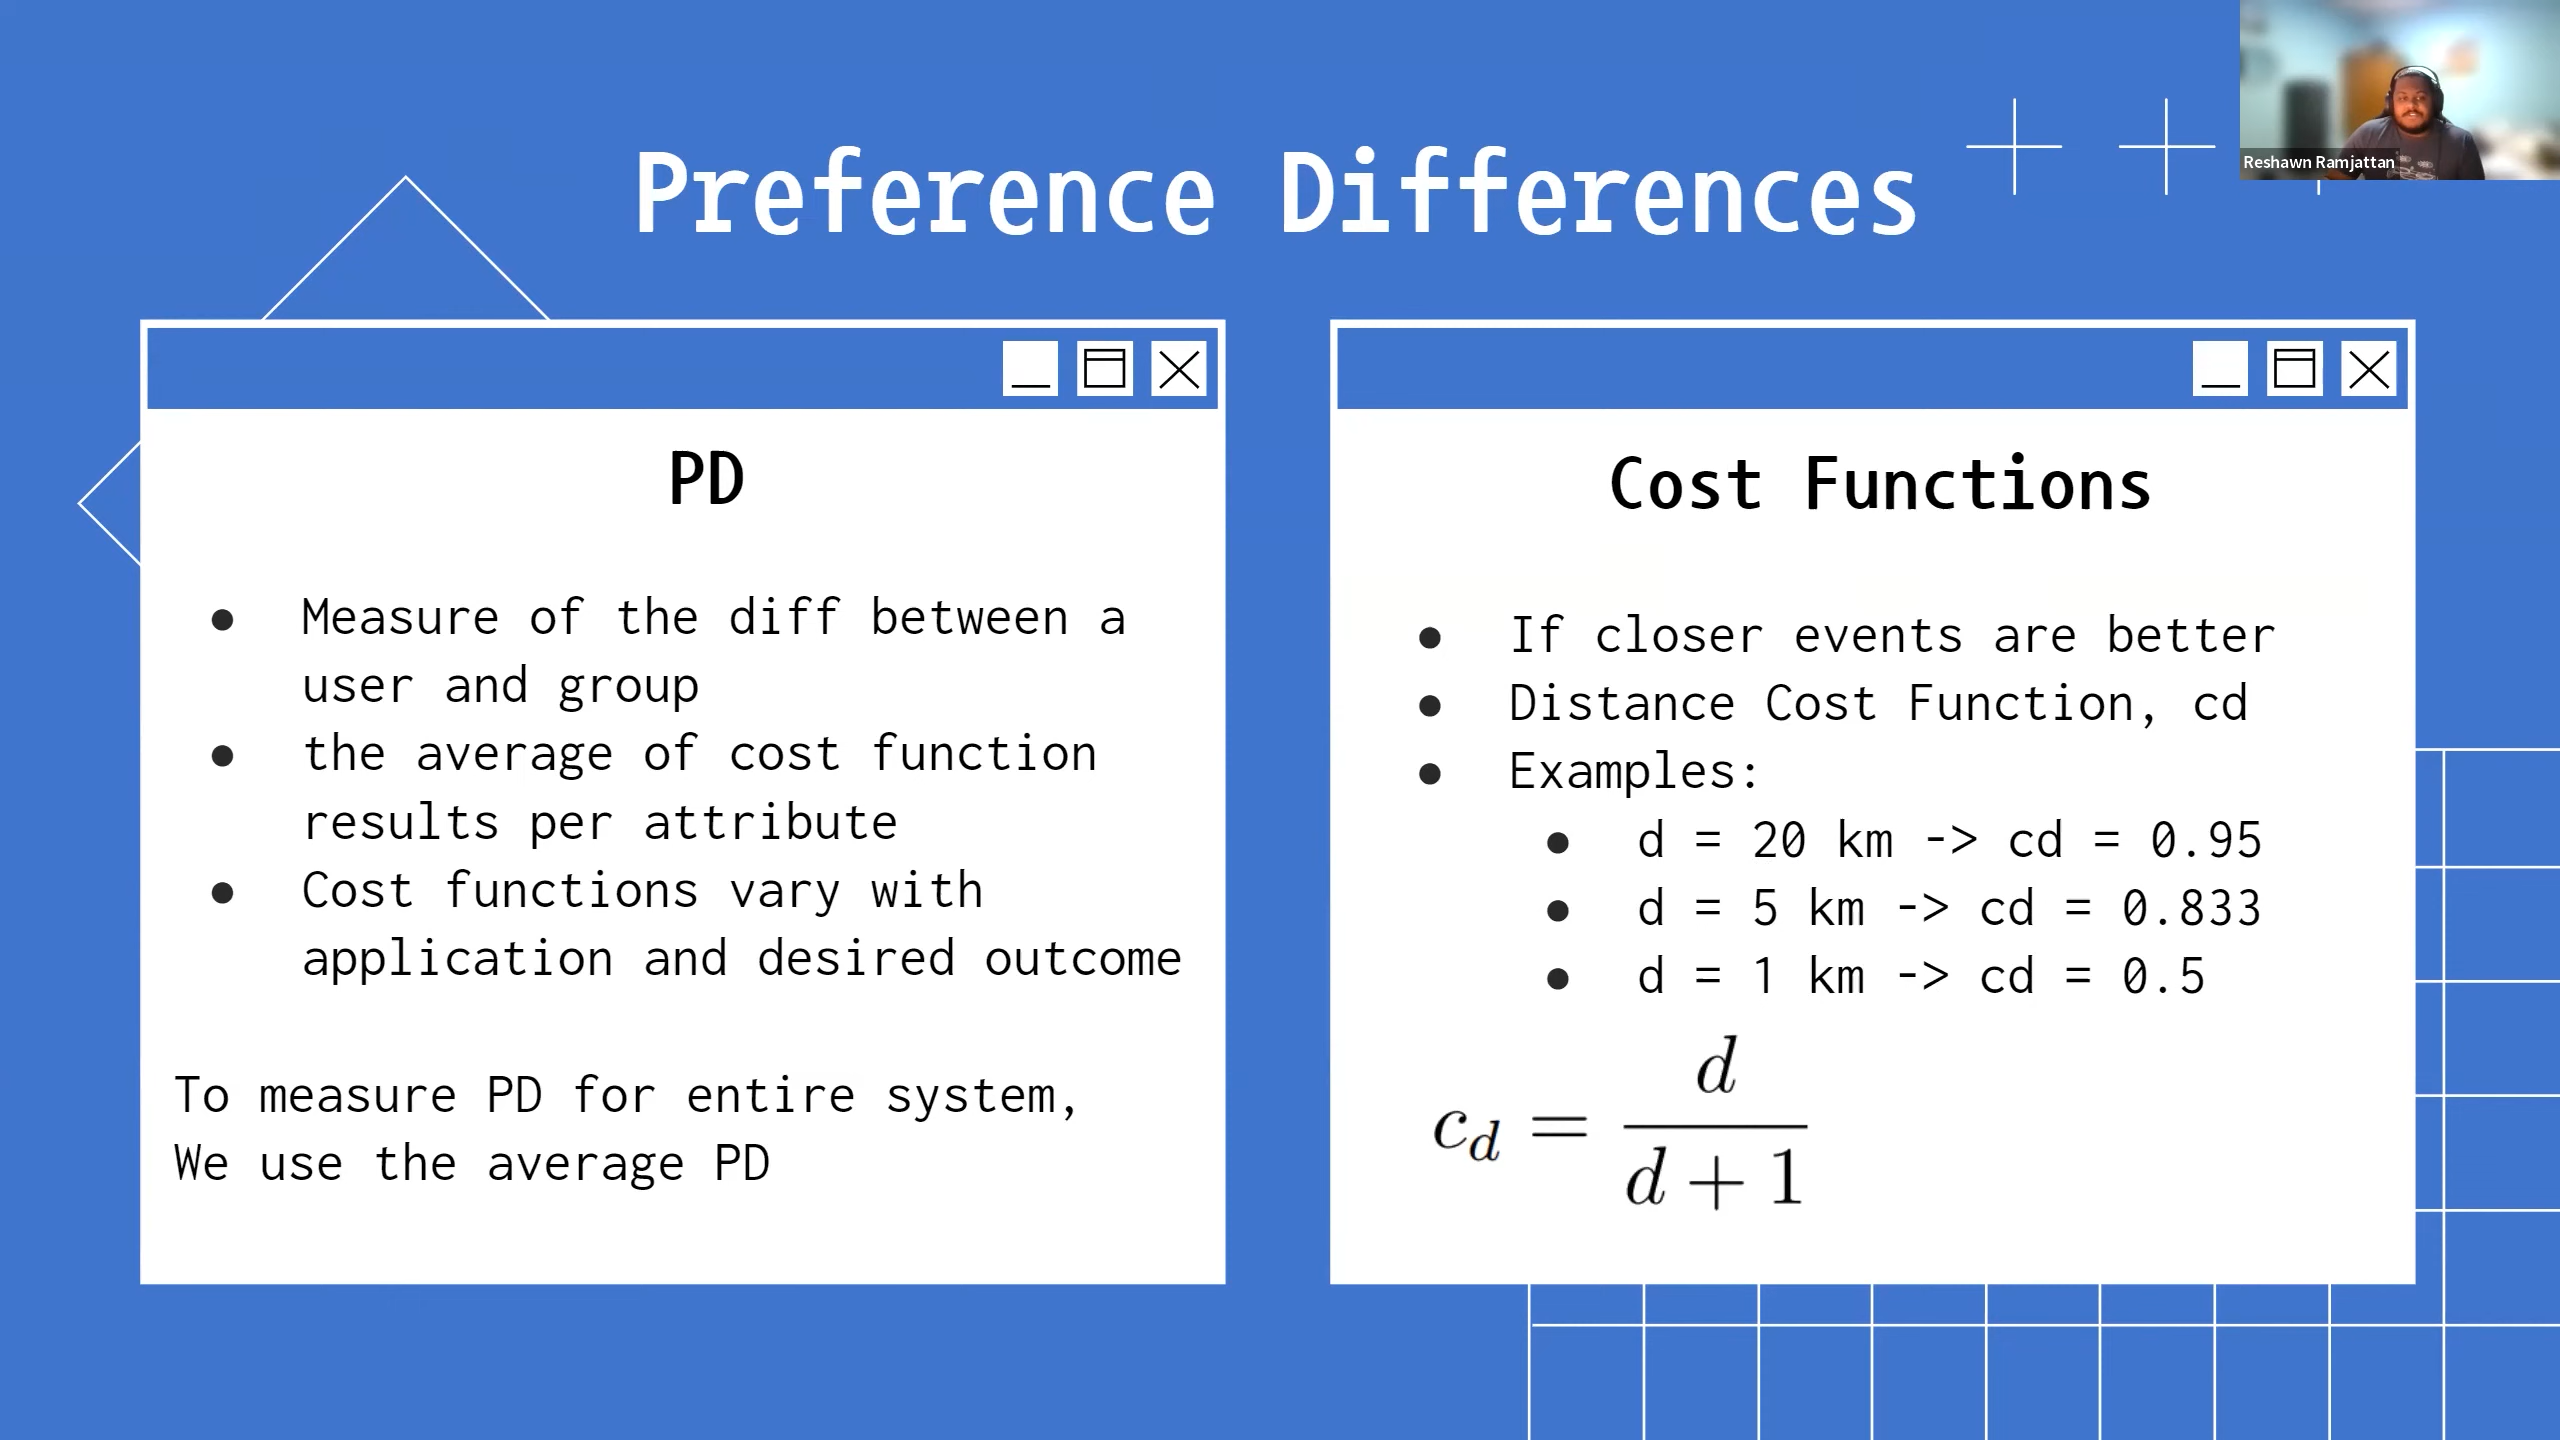 Reshawn Ramjattan
Preference Differences
PD
● Measure of the diff between a
user and group
● the average of cost function
results per attribute
● Cost functions vary with
application and desired outcome
To measure PD for entire system,
We use the average PD
Cost Functions
● If closer events are better
● Distance Cost Function, cd
● Examples:
● d = 20 km -> cd = 0.95
● d = 5 km -> cd = 0.833
● d = 1 km -> cd = 0.5
c_d = d / (d + 1)